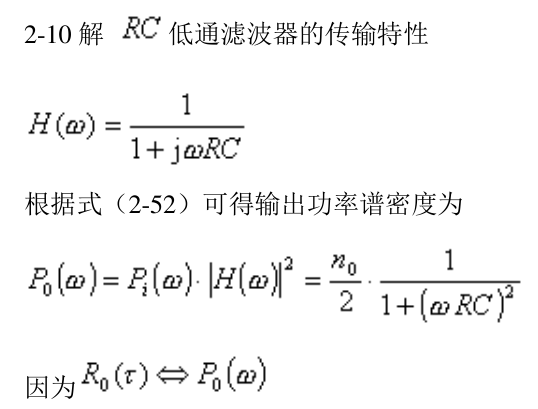 2-10 解 RC 低通滤波器的传输特性
H(ω) = 1 / (1 + jωRC)
根据式（2-52）可得输出功率谱密度为
P₀(ω) = Pᵢ(ω)·|H(ω)|² = n₀/2 · 1 / (1+(ωRC)²)
因为 R₀(τ) ⇔ P₀(ω)